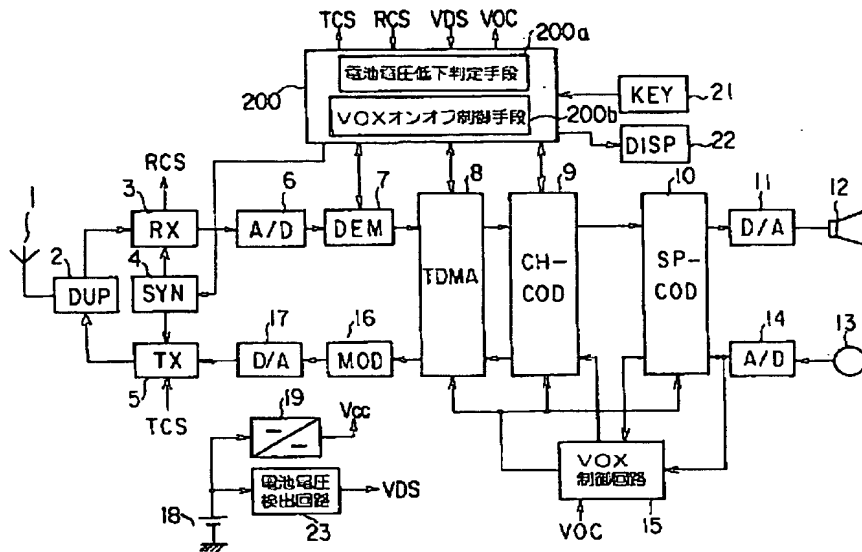 TCS RCS VDS VOC
200a
200
電池電圧低下判定手段
VOXオンオフ制御手段
200b
KEY
21
DISP
22
RCS
1
3
RX
6
A/D
7
DEM
8
TDMA
9
CH-
COD
10
SP-
COD
11
D/A
12
2
DUP
4
SYN
5
TX
TCS
17
D/A
16
MOD
14
A/D
13
19
Vcc
18
電池電圧
検出回路
23
VDS
VOX
制御回路
15
VOC